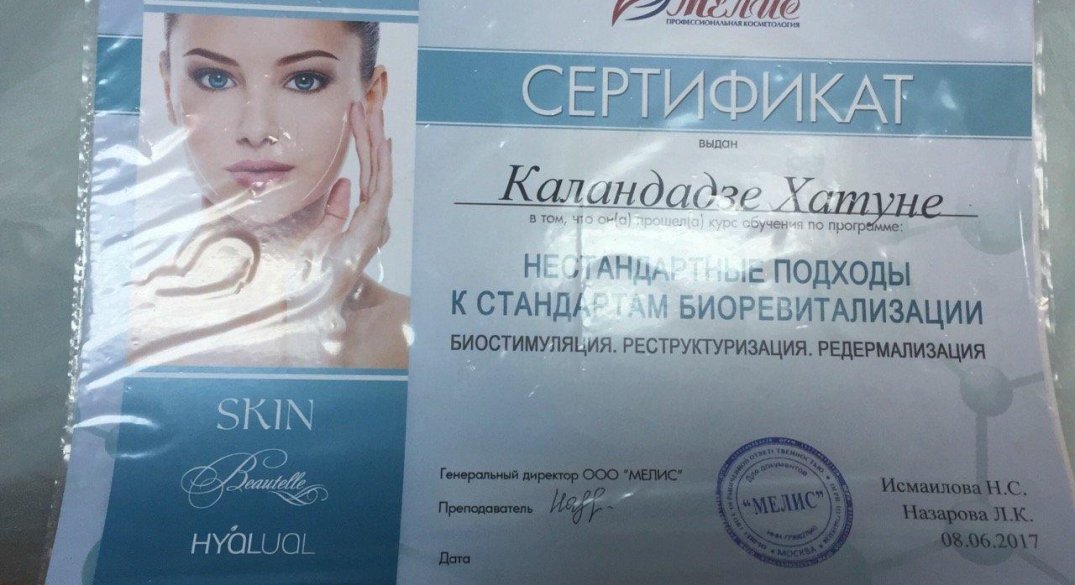 МЕЛИС
ПРОФЕССИОНАЛЬНАЯ КОСМЕТОЛОГИЯ
СЕРТИФИКАТ
выдан
Каландадзе Хатуне
в том, что он(а) прошел(а) курс обучения по программе:
НЕСТАНДАРТНЫЕ ПОДХОДЫ
К СТАНДАРТАМ БИОРЕВИТАЛИЗАЦИИ
БИОСТИМУЛЯЦИЯ. РЕСТРУКТУРИЗАЦИЯ. РЕДЕРМАЛИЗАЦИЯ
SKIN
Beautelle
HYALUAL
Генеральный директор ООО "МЕЛИС"
Преподаватель
Дата
Для документов
"МЕЛИС"
МОСКВА
Исмаилова Н.С.
Назарова Л.К.
08.06.2017